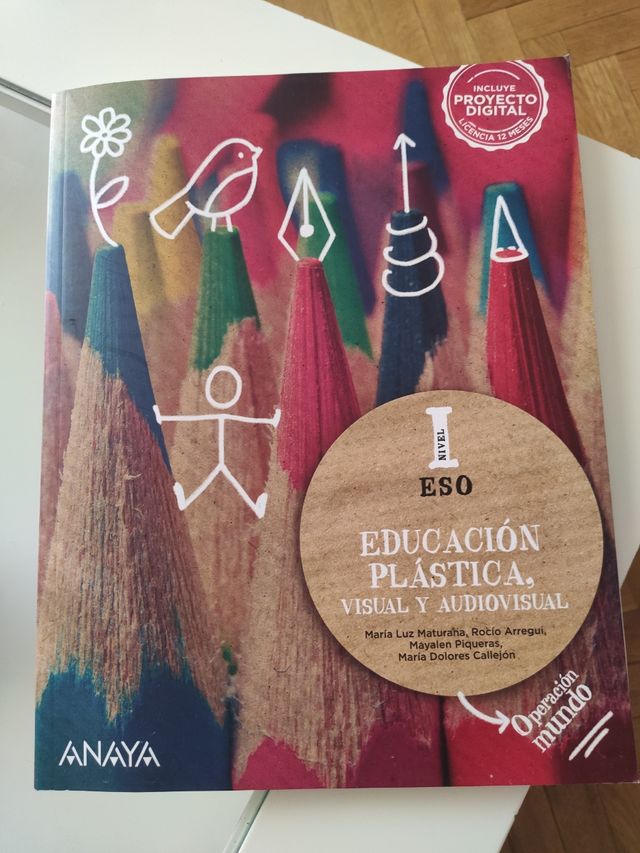 INCLUYE
PROYECTO
DIGITAL
LICENCIA 12 MESES
I
NIVEL
ESO
EDUCACIÓN
PLÁSTICA,
VISUAL Y AUDIOVISUAL
María Luz Maturana, Rocío Arregui,
Mayalen Piqueras,
María Dolores Callejón
Operación
mundo
ANAYA